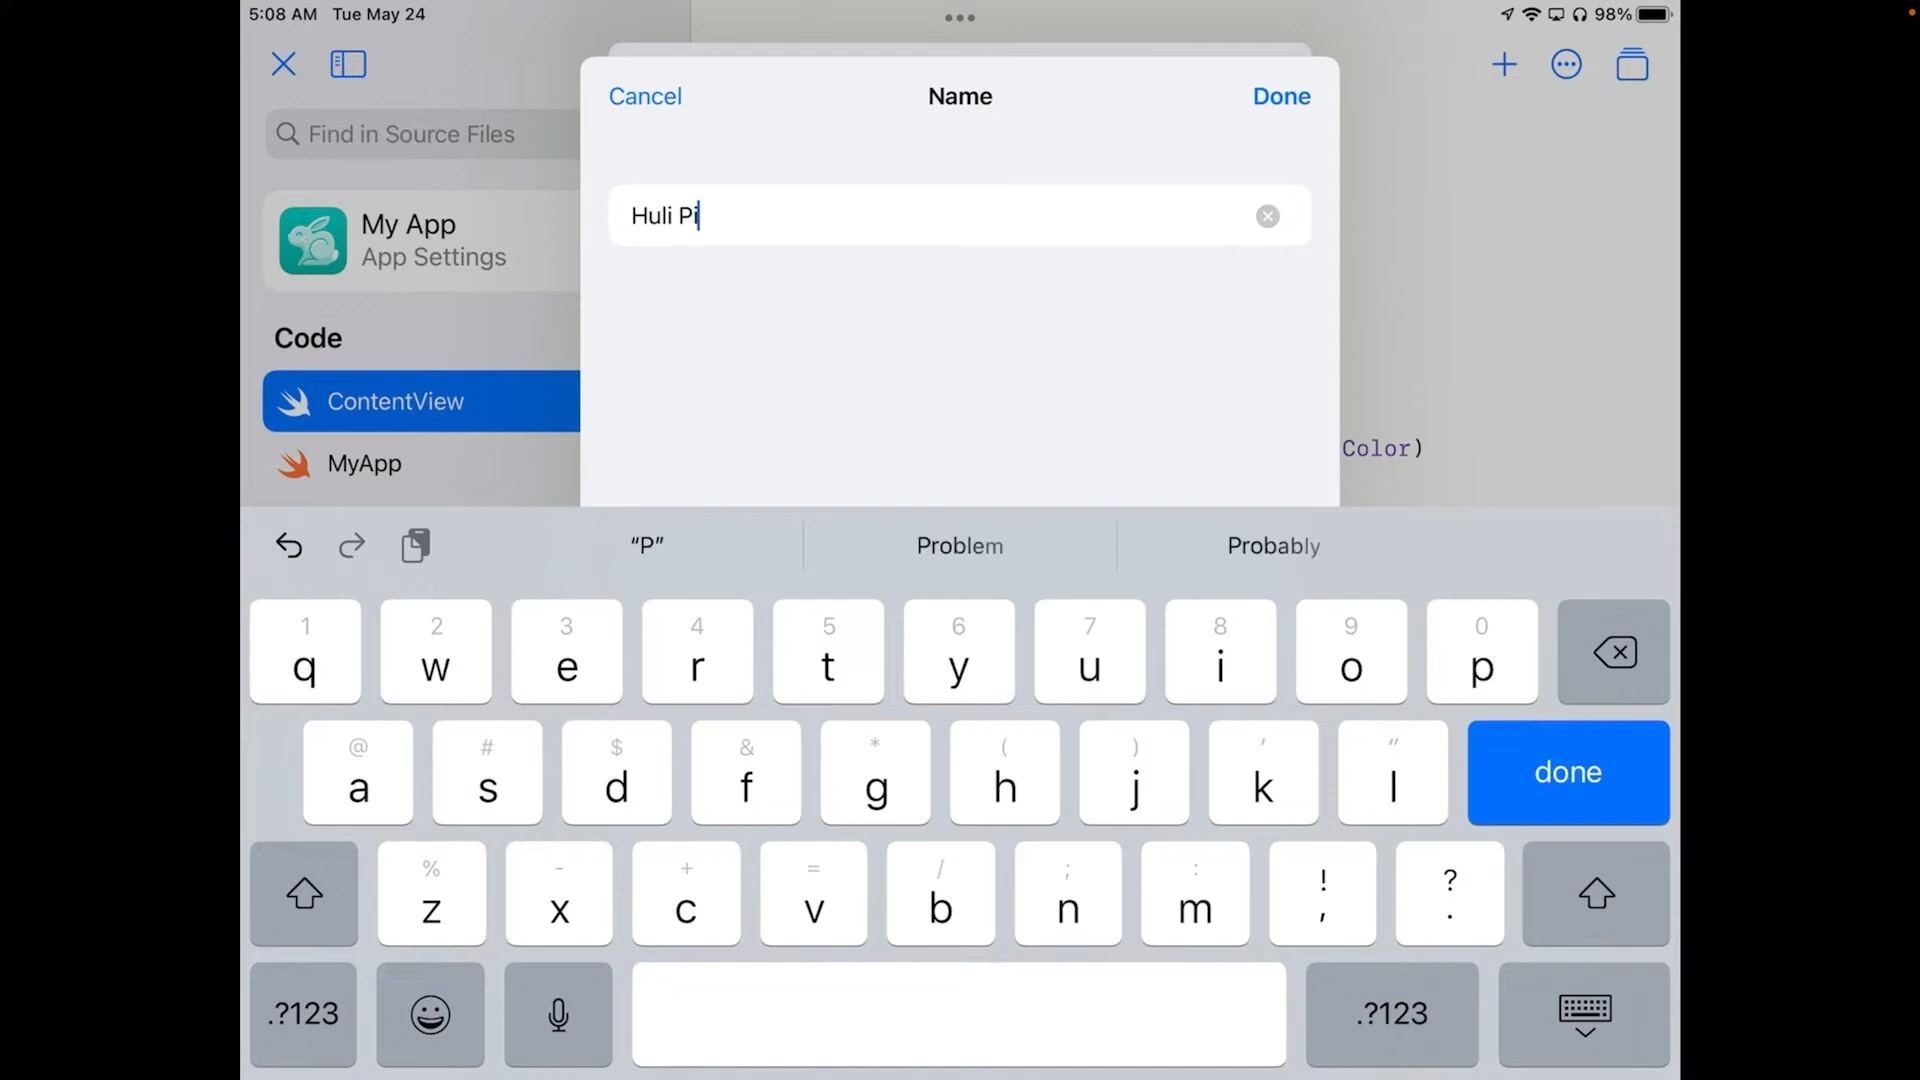 5:08 AM Tue May 24
98%
Cancel
Name
Done
Find in Source Files
Huli Pi
My App
App Settings
Code
ContentView
Color)
MyApp
“P”
Problem
Probably
1 2 3 4 5 6 7 8 9 0
q w e r t y u i o p
@ # $ & * ( ) ' "
a s d f g h j k l
done
% - + = / ; : ! ?
z x c v b n m , .
.?123
.?123